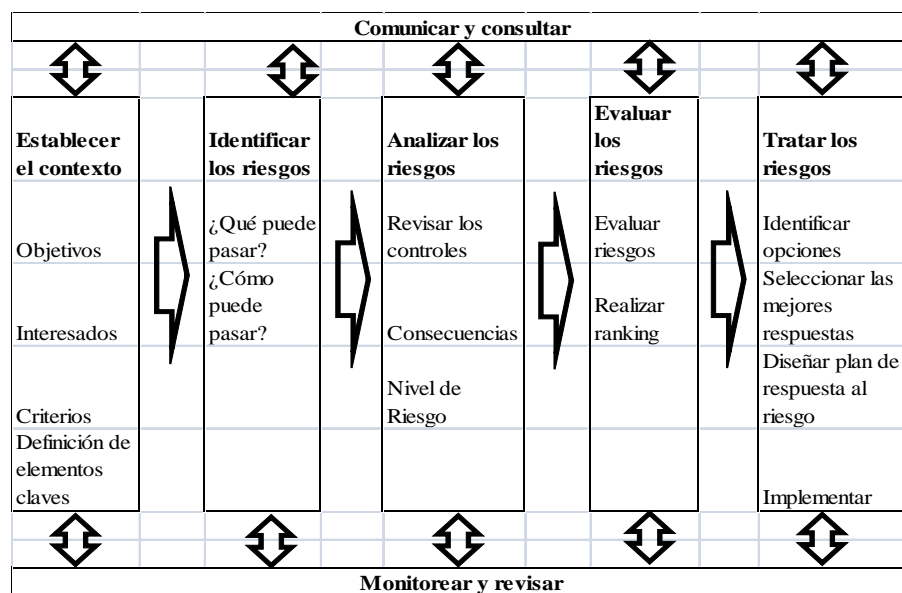 Comunicar y consultar
Establecer
el contexto
Objetivos
Interesados
Criterios
Definición de
elementos
claves
Identificar
los riesgos
¿Qué puede
pasar?
¿Cómo
puede
pasar?
Analizar los
riesgos
Revisar los
controles
Consecuencias
Nivel de
Riesgo
Evaluar
los
riesgos
Evaluar
riesgos
Realizar
ranking
Tratar los
riesgos
Identificar
opciones
Seleccionar las
mejores
respuestas
Diseñar plan de
respuesta al
riesgo
Implementar
Monitorear y revisar